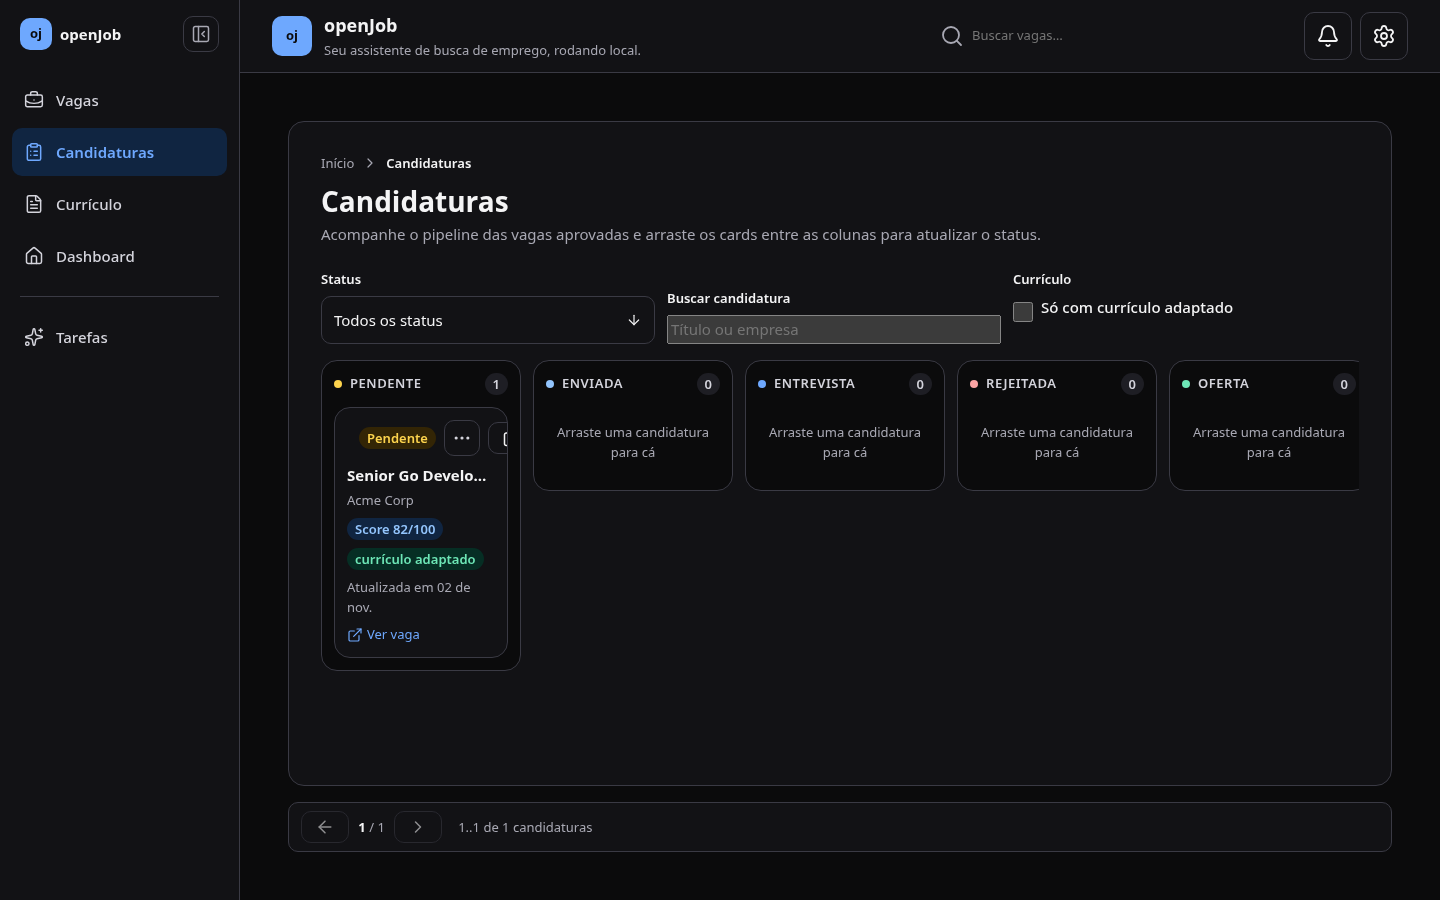 oj openJob
Vagas
Candidaturas
Currículo
Dashboard
Tarefas
oj
openJob
Seu assistente de busca de emprego, rodando local.
Buscar vagas...
Início
Candidaturas
Candidaturas
Acompanhe o pipeline das vagas aprovadas e arraste os cards entre as colunas para atualizar o status.
Status
Todos os status
Buscar candidatura
Título ou empresa
Currículo
Só com currículo adaptado
PENDENTE 1
Pendente
Senior Go Develo...
Acme Corp
Score 82/100
currículo adaptado
Atualizada em 02 de
nov.
Ver vaga
ENVIADA 0
Arraste uma candidatura
para cá
ENTREVISTA 0
Arraste uma candidatura
para cá
REJEITADA 0
Arraste uma candidatura
para cá
OFERTA 0
Arraste uma candidatura
para cá
1 / 1
1..1 de 1 candidaturas